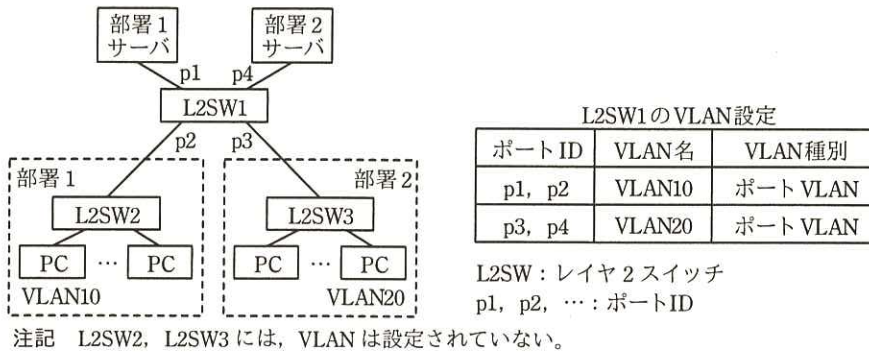 部署1
サーバ
部署2
サーバ
p1
p4
L2SW1
p2
p3
部署1
部署2
L2SW2
L2SW3
PC … PC
PC … PC
VLAN10
VLAN20
L2SW1のVLAN設定
ポートID VLAN名 VLAN種別
p1, p2 VLAN10 ポートVLAN
p3, p4 VLAN20 ポートVLAN
L2SW：レイヤ2スイッチ
p1, p2, …：ポートID
注記 L2SW2, L2SW3には，VLANは設定されていない。